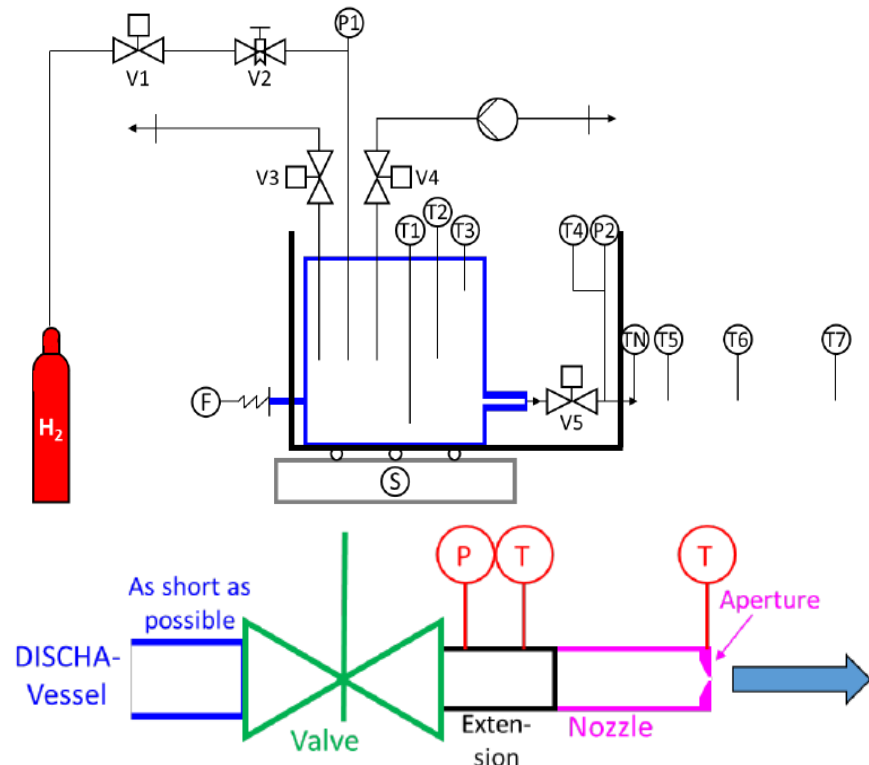 P1
V1
V2
V3
V4
T2
T1
T3
T4
P2
TN
T5
T6
T7
H2
F
V5
S
As short as
possible
P
T
T
Aperture
DISCHA-
Vessel
Valve
Exten-
sion
Nozzle